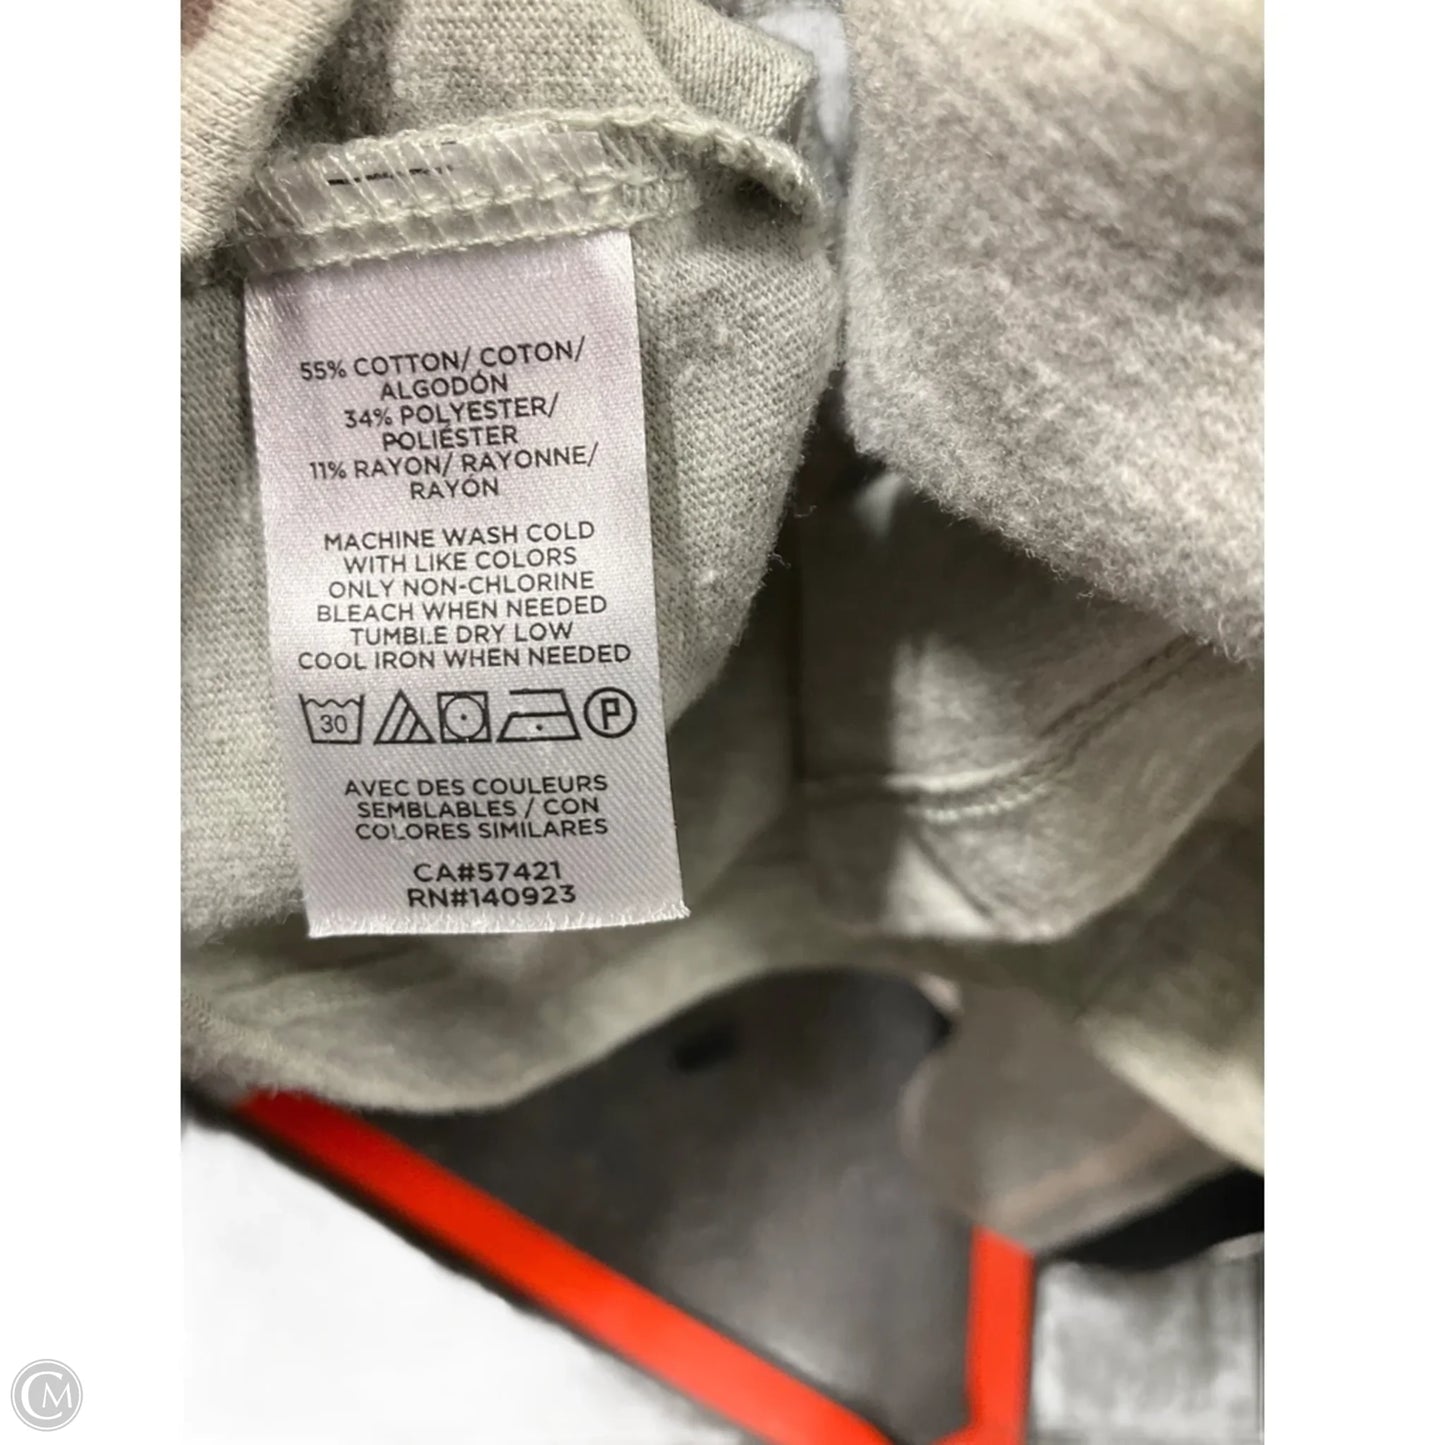 55% COTTON/ COTON/
ALGODÓN
34% POLYESTER/
POLIÉSTER
11% RAYON/ RAYONNE/
RAYÓN
MACHINE WASH COLD
WITH LIKE COLORS
ONLY NON-CHLORINE
BLEACH WHEN NEEDED
TUMBLE DRY LOW
COOL IRON WHEN NEEDED
30 P
AVEC DES COULEURS
SEMBLABLES / CON
COLORES SIMILARES
CA#57421
RN#140923
CM